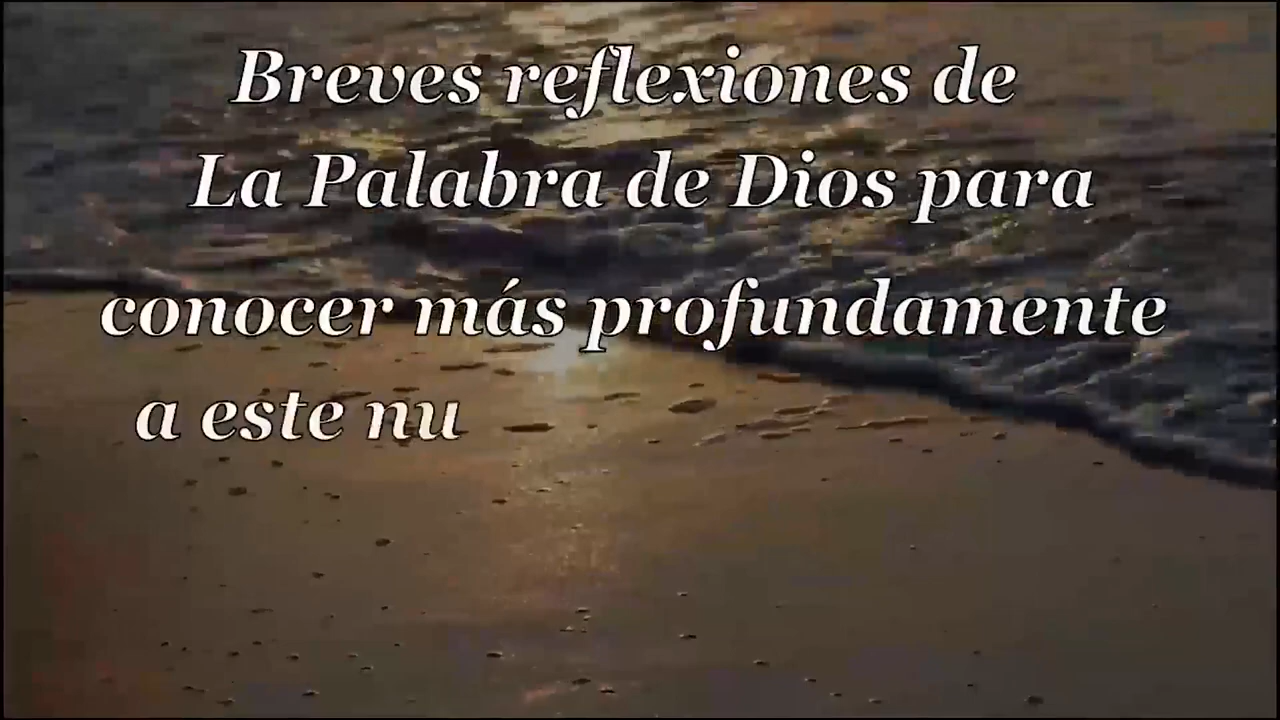 Breves reflexiones de
La Palabra de Dios para
conocer más profundamente
a este nu